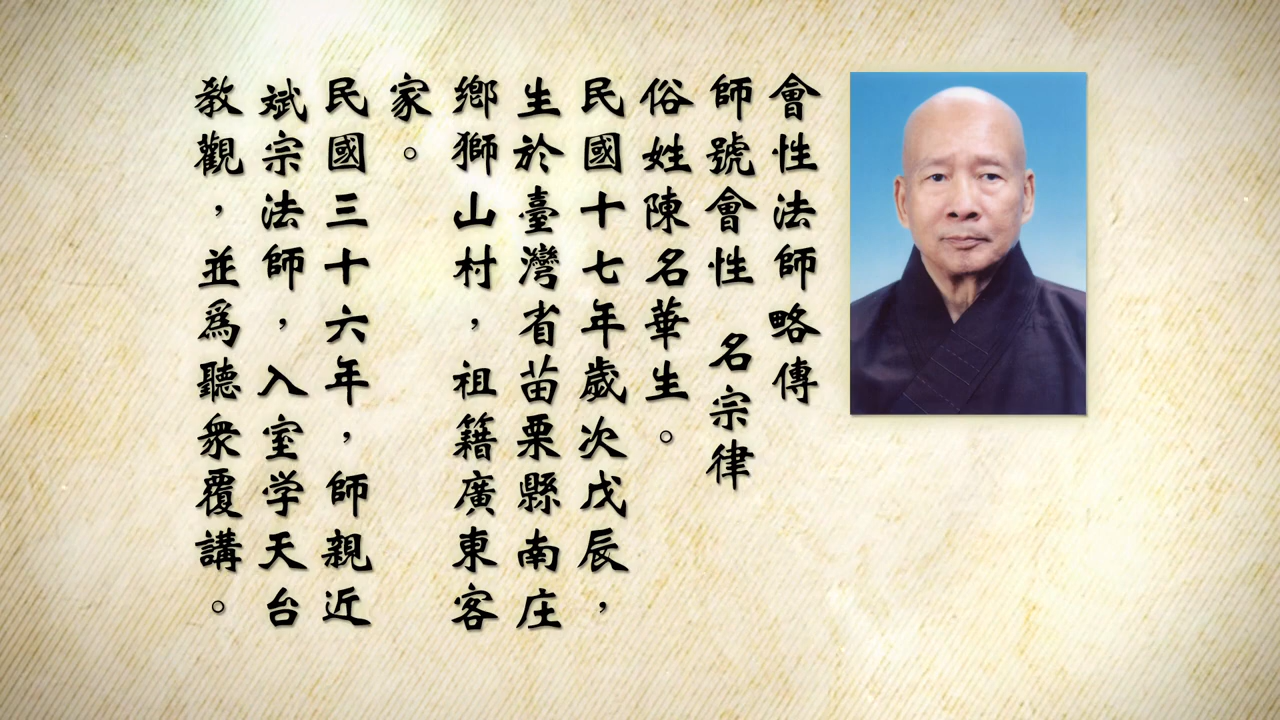 會性法師略傳
師號會性 名宗律
俗姓陳名華生。
民國十七年歲次戊辰，
生於臺灣省苗栗縣南庄
鄉獅山村，祖籍廣東客
家。
民國三十六年，師親近
斌宗法師，入室学天台
教觀，並為聽衆覆講。